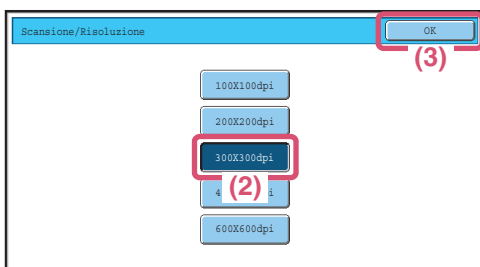 Scansione/Risoluzione
OK
(3)
100X100dpi
200X200dpi
300X300dpi
(2)
600X600dpi